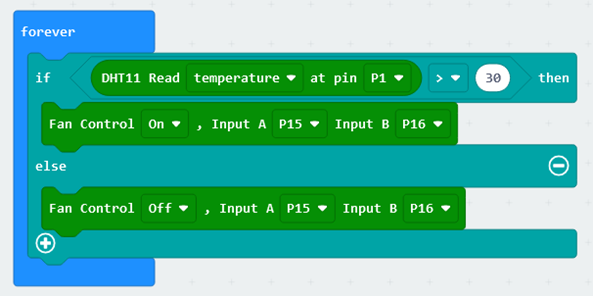 forever
if DHT11 Read temperature at pin P1 > 30 then
Fan Control On , Input A P15 Input B P16
else
Fan Control Off , Input A P15 Input B P16